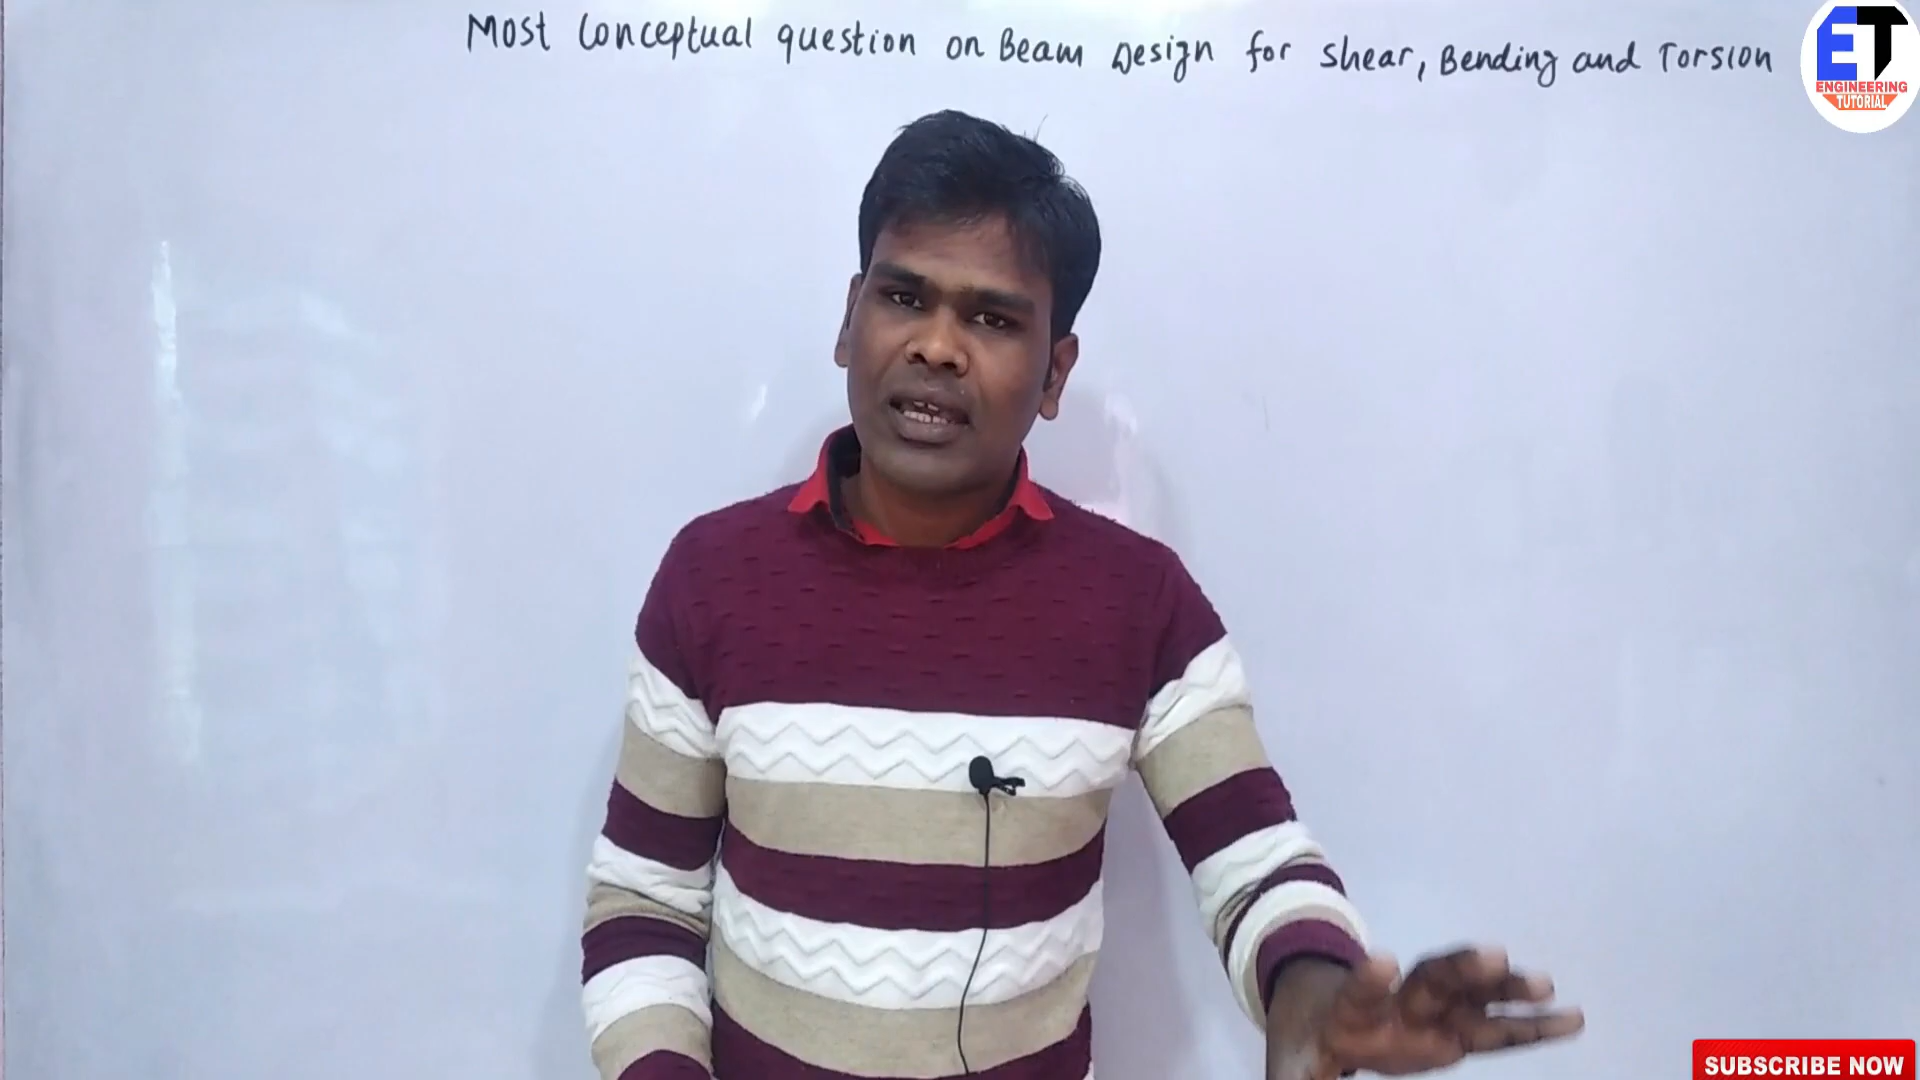 Most Conceptual question on Beam Design for Shear, Bending and Torsion
ET
ENGINEERING
TUTORIAL
SUBSCRIBE NOW